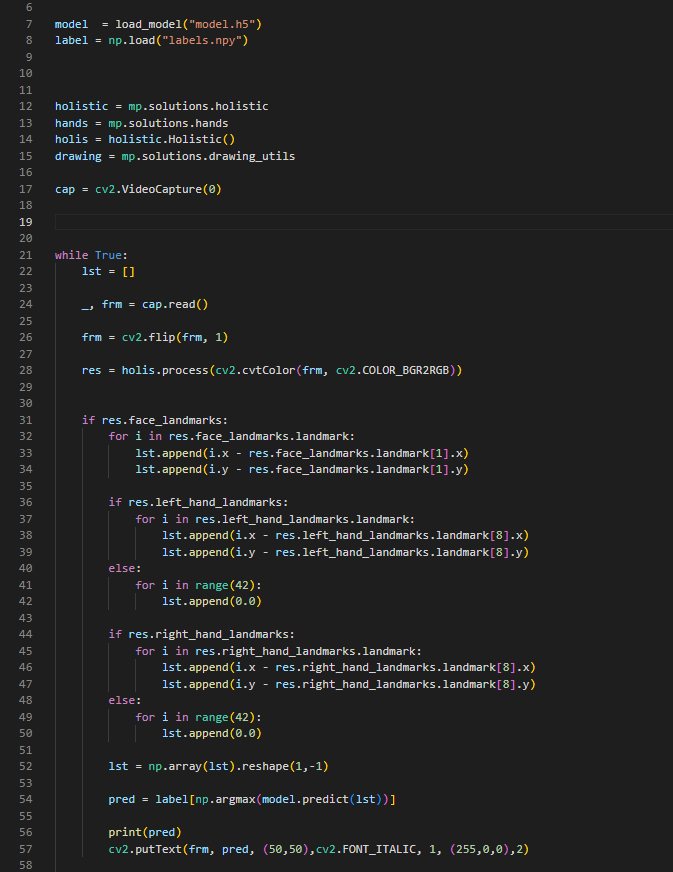 6
7 model  = load_model("model.h5")
8 label = np.load("labels.npy")
9
10
11
12 holistic = mp.solutions.holistic
13 hands = mp.solutions.hands
14 holis = holistic.Holistic()
15 drawing = mp.solutions.drawing_utils
16
17 cap = cv2.VideoCapture(0)
18
19
20
21 while True:
22     lst = []
23
24     _, frm = cap.read()
25
26     frm = cv2.flip(frm, 1)
27
28     res = holis.process(cv2.cvtColor(frm, cv2.COLOR_BGR2RGB))
29
30
31     if res.face_landmarks:
32         for i in res.face_landmarks.landmark:
33             lst.append(i.x - res.face_landmarks.landmark[1].x)
34             lst.append(i.y - res.face_landmarks.landmark[1].y)
35
36         if res.left_hand_landmarks:
37             for i in res.left_hand_landmarks.landmark:
38                 lst.append(i.x - res.left_hand_landmarks.landmark[8].x)
39                 lst.append(i.y - res.left_hand_landmarks.landmark[8].y)
40         else:
41             for i in range(42):
42                 lst.append(0.0)
43
44         if res.right_hand_landmarks:
45             for i in res.right_hand_landmarks.landmark:
46                 lst.append(i.x - res.right_hand_landmarks.landmark[8].x)
47                 lst.append(i.y - res.right_hand_landmarks.landmark[8].y)
48         else:
49             for i in range(42):
50                 lst.append(0.0)
51
52         lst = np.array(lst).reshape(1,-1)
53
54         pred = label[np.argmax(model.predict(lst))]
55
56         print(pred)
57         cv2.putText(frm, pred, (50,50),cv2.FONT_ITALIC, 1, (255,0,0),2)
58